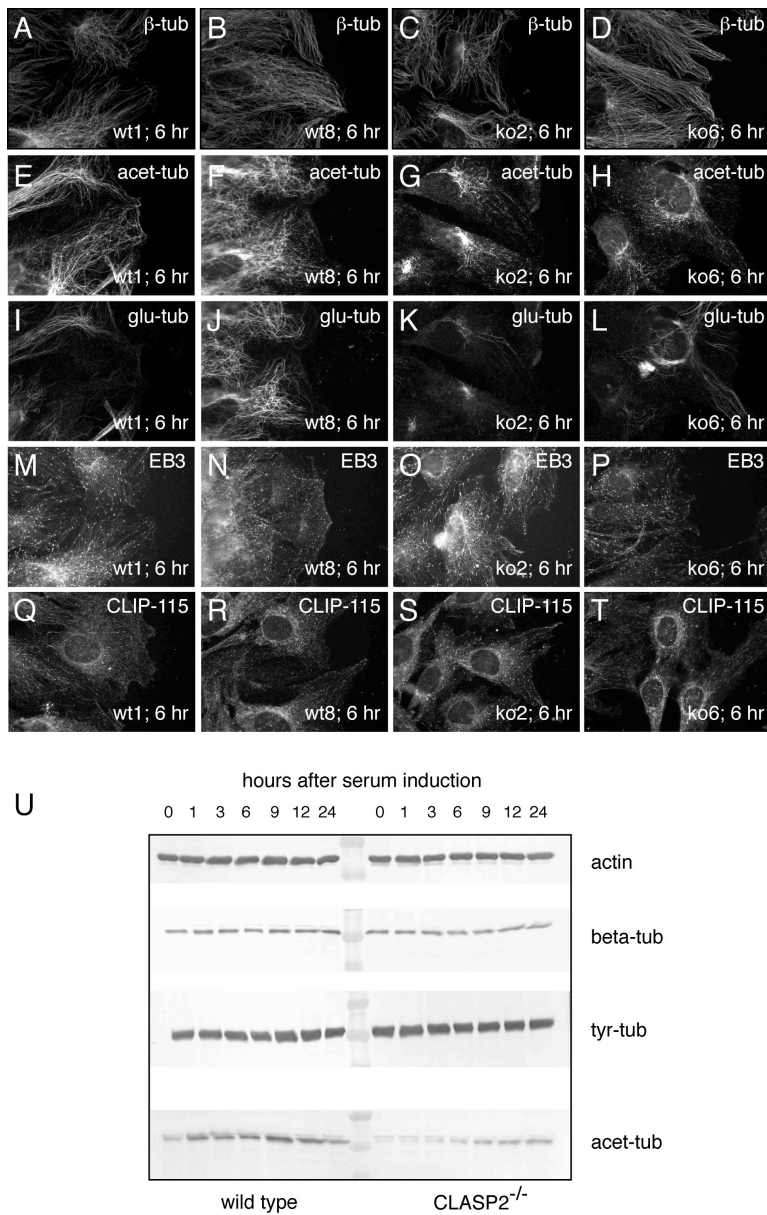 A β-tub wt1; 6 hr
B β-tub wt8; 6 hr
C β-tub ko2; 6 hr
D β-tub ko6; 6 hr
E acet-tub wt1; 6 hr
F acet-tub wt8; 6 hr
G acet-tub ko2; 6 hr
H acet-tub ko6; 6 hr
I glu-tub wt1; 6 hr
J glu-tub wt8; 6 hr
K glu-tub ko2; 6 hr
L glu-tub ko6; 6 hr
M EB3 wt1; 6 hr
N EB3 wt8; 6 hr
O EB3 ko2; 6 hr
P EB3 ko6; 6 hr
Q CLIP-115 wt1; 6 hr
R CLIP-115 wt8; 6 hr
S CLIP-115 ko2; 6 hr
T CLIP-115 ko6; 6 hr
U
hours after serum induction
0 1 3 6 9 12 24 0 1 3 6 9 12 24
actin
beta-tub
tyr-tub
acet-tub
wild type CLASP2-/-